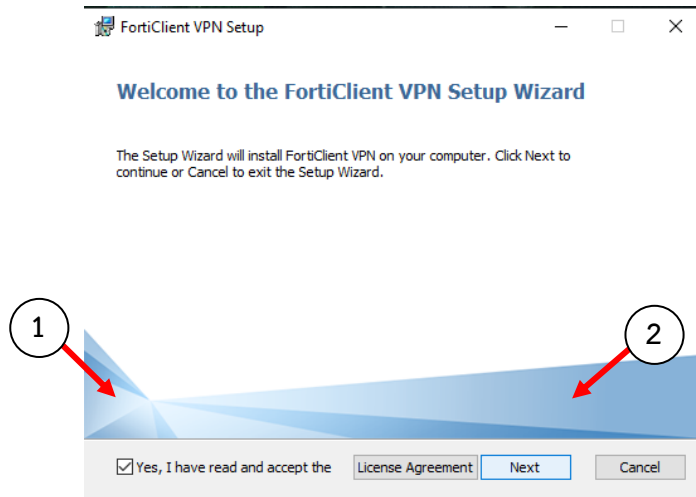 FortiClient VPN Setup
Welcome to the FortiClient VPN Setup Wizard
The Setup Wizard will install FortiClient VPN on your computer. Click Next to
continue or Cancel to exit the Setup Wizard.
1
2
Yes, I have read and accept the License Agreement Next Cancel